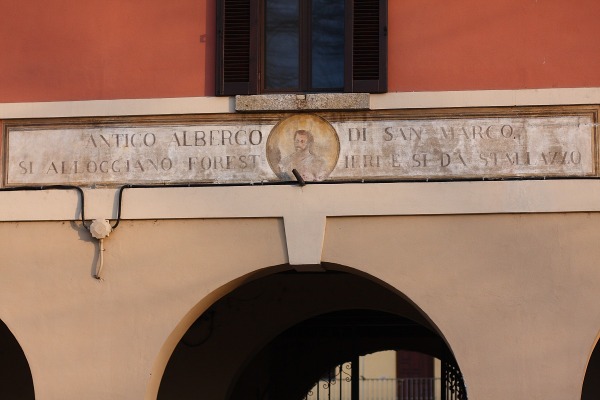 ANTICO ALBERGO DI SAN MARCO,
SI ALLOGGIANO FORESTIERI E SI DÀ STALLAZZO